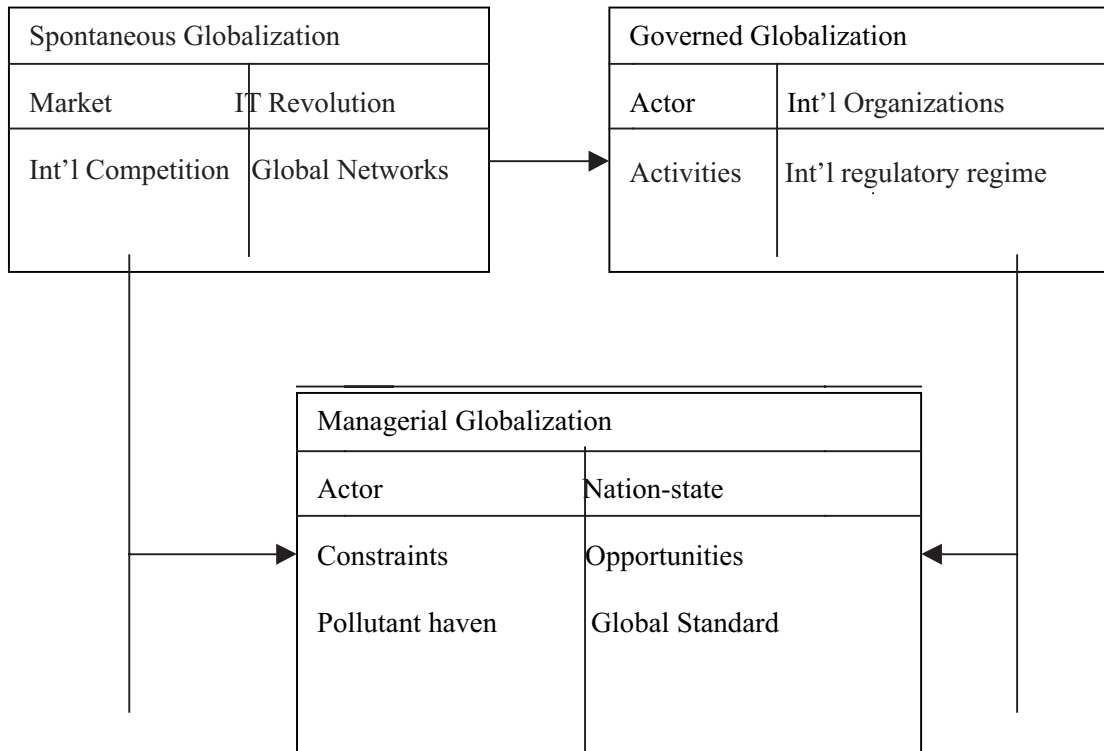 Spontaneous Globalization
Market IT Revolution
Int’l Competition Global Networks
Governed Globalization
Actor Int’l Organizations
Activities Int’l regulatory regime
Managerial Globalization
Actor Nation-state
Constraints Opportunities
Pollutant haven Global Standard